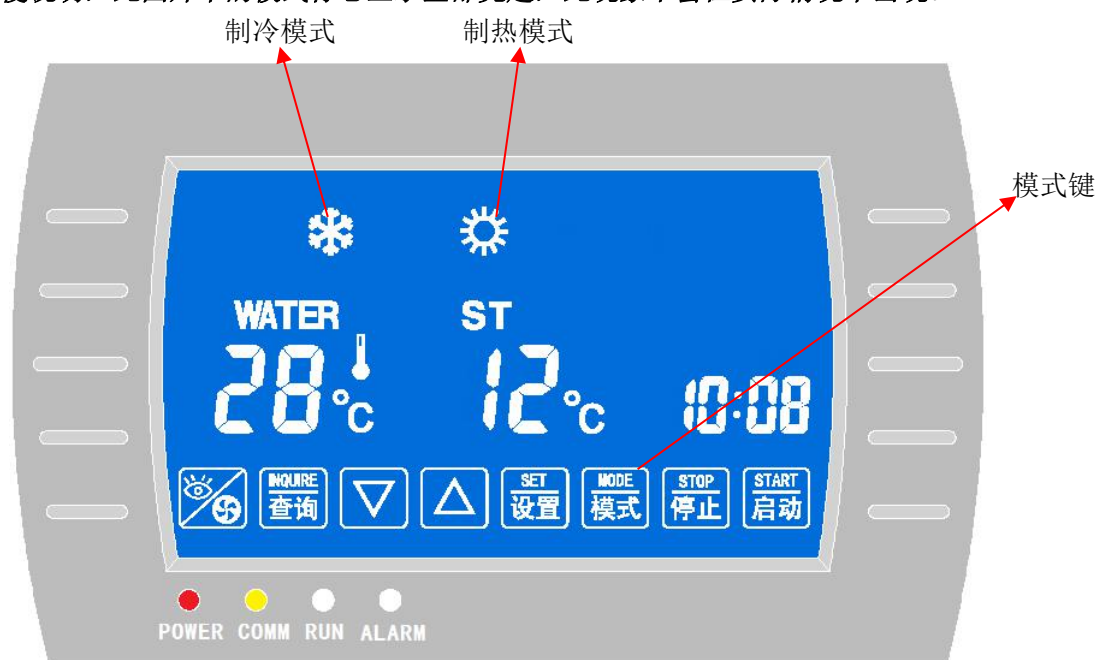 制冷模式 制热模式
模式键
WATER ST
28℃ 12℃ 10:08
INQUIRE SET MODE STOP START
查询 设置 模式 停止 启动
POWER COMM RUN ALARM